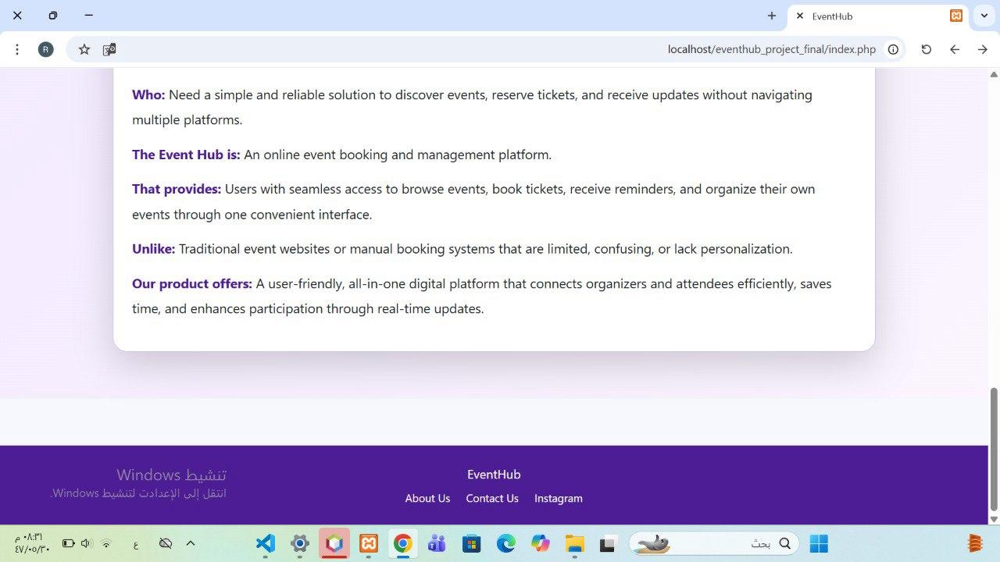 EventHub
localhost/eventhub_project_final/index.php
R
Who: Need a simple and reliable solution to discover events, reserve tickets, and receive updates without navigating
multiple platforms.
The Event Hub is: An online event booking and management platform.
That provides: Users with seamless access to browse events, book tickets, receive reminders, and organize their own
events through one convenient interface.
Unlike: Traditional event websites or manual booking systems that are limited, confusing, or lack personalization.
Our product offers: A user-friendly, all-in-one digital platform that connects organizers and attendees efficiently, saves
time, and enhances participation through real-time updates.
تنشيط Windows
انتقل إلى الإعدادت لتنشيط Windows.
EventHub
About Us Contact Us Instagram
بحث
ع
٠٨:٣١ م
٤٧/٠٥/٣٠